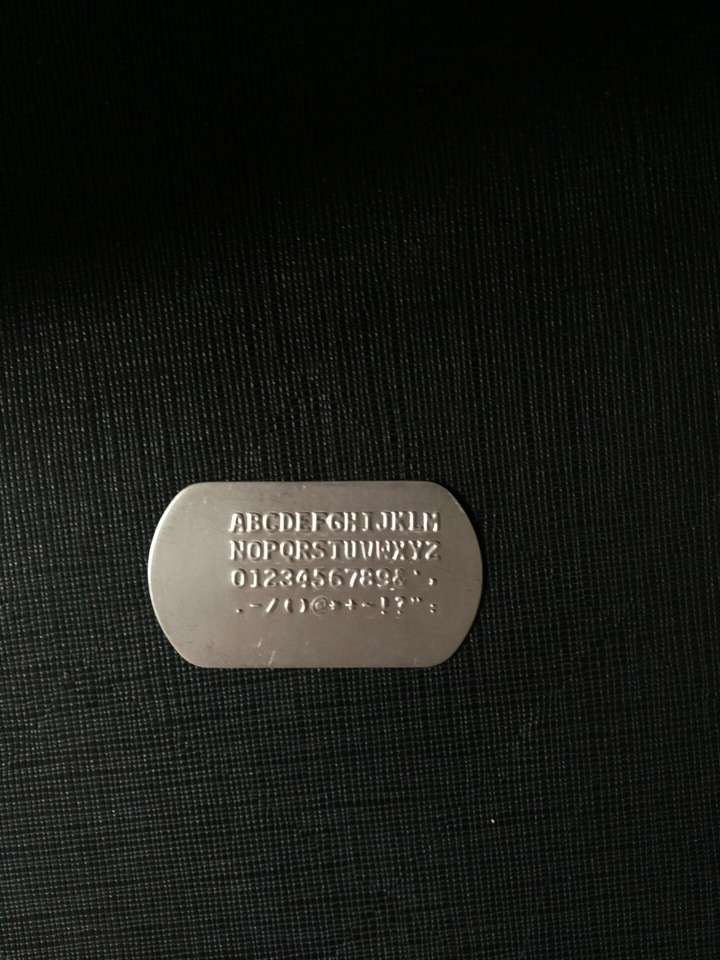 ABCDEFGHIJKLM
NOPQRSTUVWXYZ
0123456789&',
.-/()@*+~!?":